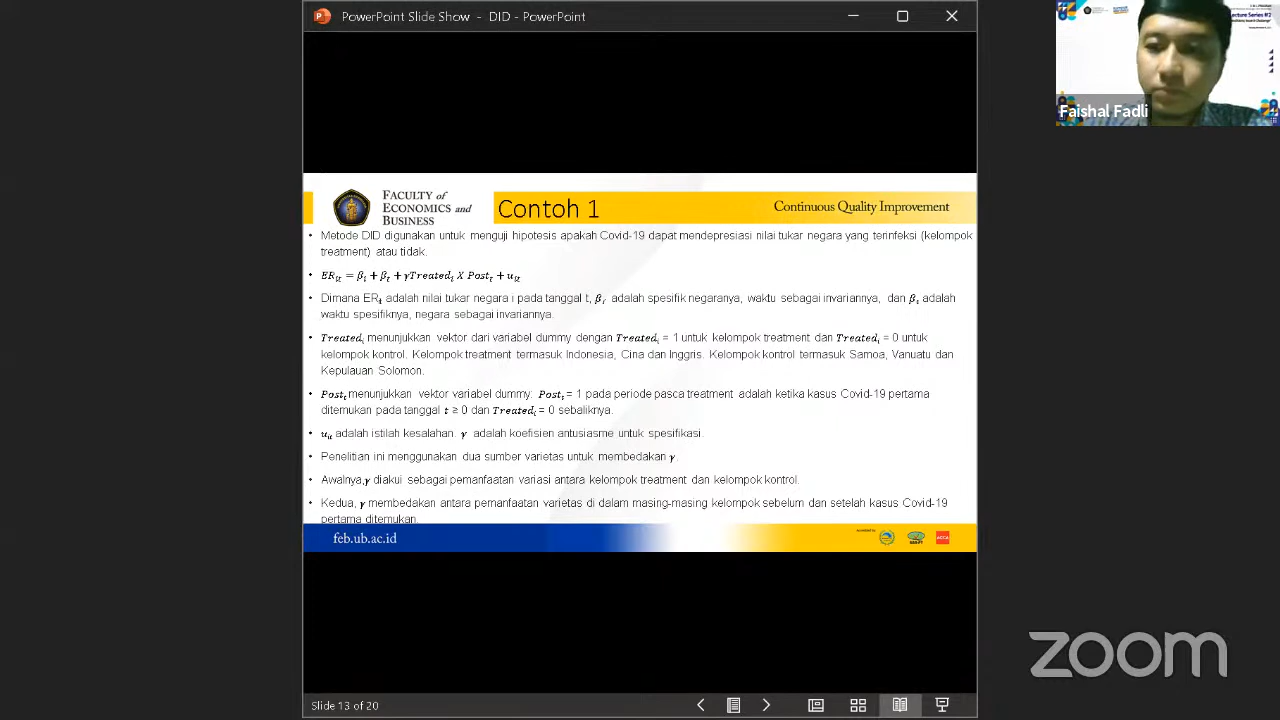 PowerPoint Slide Show - DID - PowerPoint
Lecture Series #2
Faishal Fadli
FACULTY of
ECONOMICS and
BUSINESS
Contoh 1
Continuous Quality Improvement
• Metode DID digunakan untuk menguji hipotesis apakah Covid-19 dapat mendepresiasi nilai tukar negara yang terinfeksi (kelompok
treatment) atau tidak.
• ERᵢₜ = βᵢ + βₜ + γTreatedᵢ X Postₜ + uᵢₜ
• Dimana ERᵢₜ adalah nilai tukar negara i pada tanggal t, βᵢ adalah spesifik negaranya, waktu sebagai invariannya, dan βₜ adalah
waktu spesifiknya, negara sebagai invariannya.
• Treatedᵢ menunjukkan vektor dari variabel dummy dengan Treatedᵢ = 1 untuk kelompok treatment dan Treatedᵢ = 0 untuk
kelompok kontrol. Kelompok treatment termasuk Indonesia, Cina dan Inggris. Kelompok kontrol termasuk Samoa, Vanuatu dan
Kepulauan Solomon.
• Postₜ menunjukkan vektor variabel dummy: Postₜ = 1 pada periode pasca treatment adalah ketika kasus Covid-19 pertama
ditemukan pada tanggal t ≥ 0 dan Treatedᵢ = 0 sebaliknya.
• uᵢₜ adalah istilah kesalahan. γ adalah koefisien antusiasme untuk spesifikasi.
• Penelitian ini menggunakan dua sumber varietas untuk membedakan γ.
• Awalnya, γ diakui sebagai pemanfaatan variasi antara kelompok treatment dan kelompok kontrol.
• Kedua, γ membedakan antara pemanfaatan varietas di dalam masing-masing kelompok sebelum dan setelah kasus Covid-19
pertama ditemukan.
feb.ub.ac.id
ACCA
zoom
Slide 13 of 20